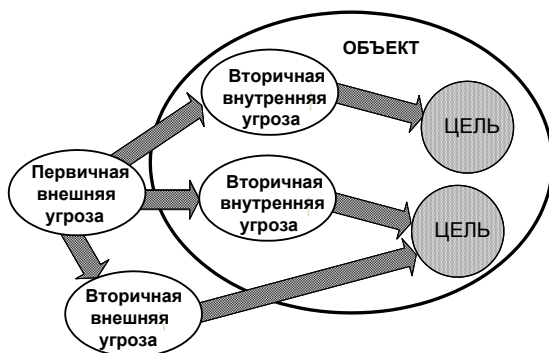 ОБЪЕКТ
Вторичная
внутренняя
угроза
ЦЕЛЬ
Первичная
внешняя
угроза
Вторичная
внутренняя
угроза
ЦЕЛЬ
Вторичная
внешняя
угроза